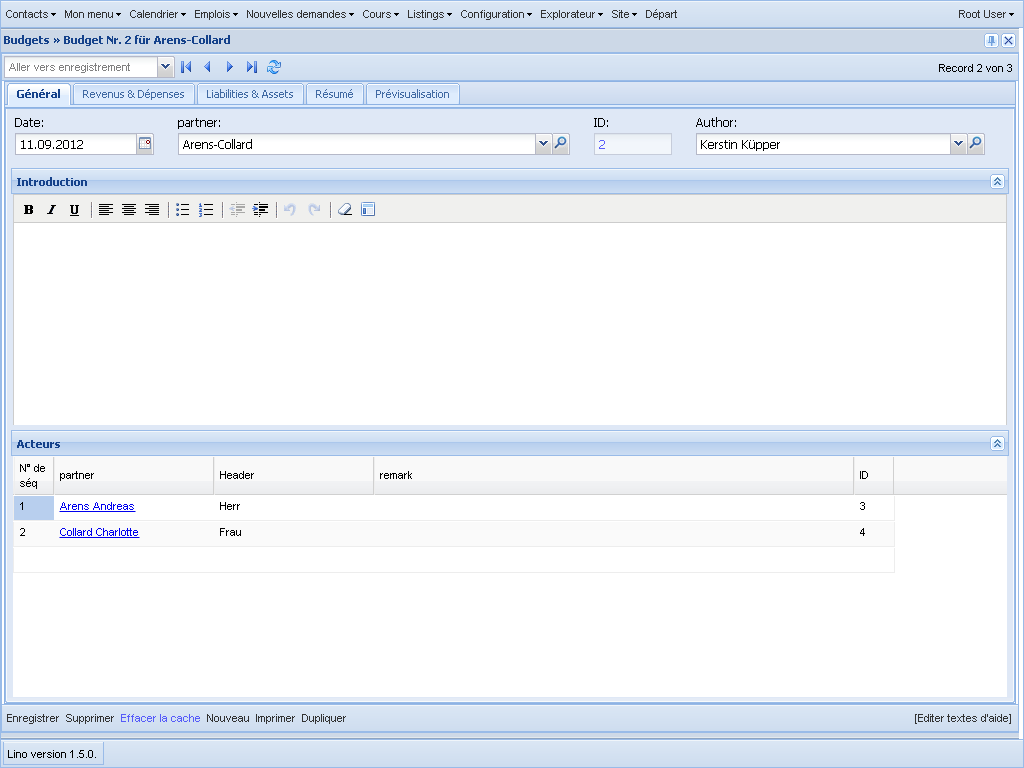 Contacts Mon menu Calendrier Emplois Nouvelles demandes Cours Listings Configuration Explorateur Site Départ Root User
Budgets » Budget Nr. 2 für Arens-Collard
Aller vers enregistrement Record 2 von 3
Général Revenus & Dépenses Liabilities & Assets Résumé Prévisualisation
Date: partner: ID: Author:
11.09.2012 Arens-Collard 2 Kerstin Küpper
Introduction
B I U
Acteurs
N° de séq partner Header remark ID
1 Arens Andreas Herr 3
2 Collard Charlotte Frau 4
Enregistrer Supprimer Effacer la cache Nouveau Imprimer Dupliquer [Editer textes d'aide]
Lino version 1.5.0.